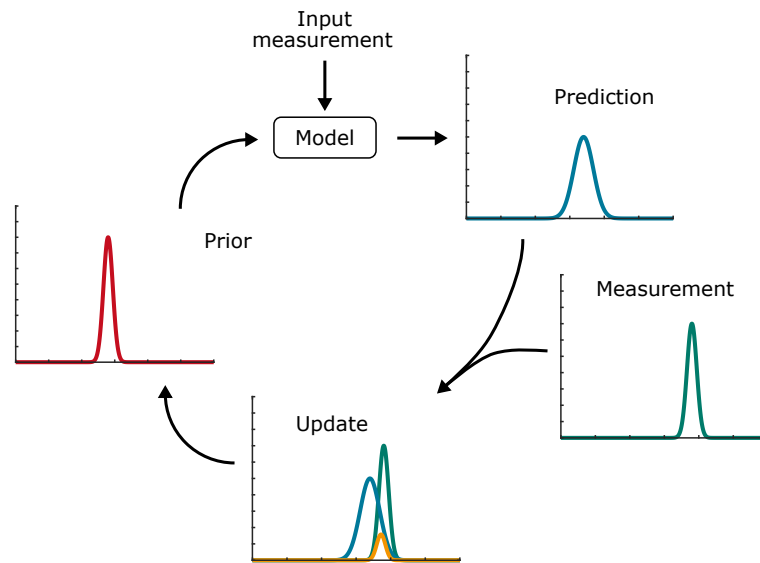 Input
measurement
Model
Prediction
Prior
Measurement
Update